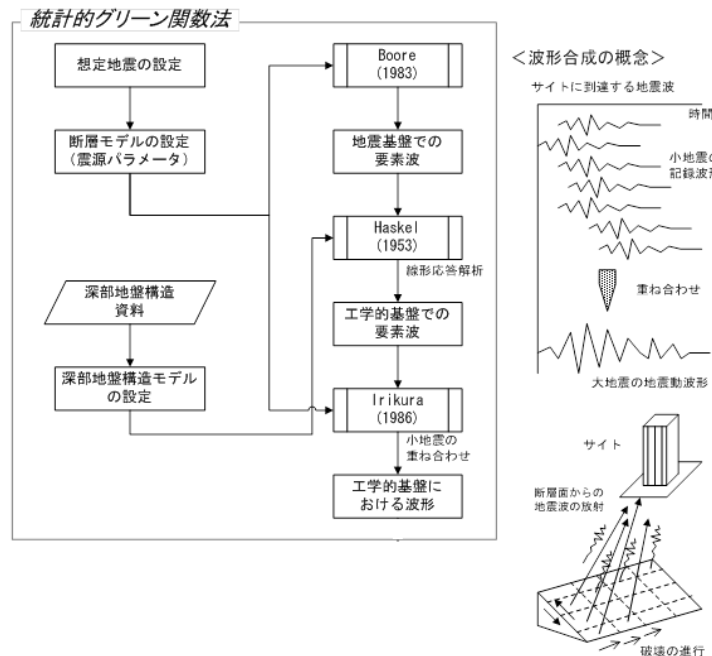 統計的グリーン関数法
想定地震の設定
断層モデルの設定
(震源パラメータ)
深部地盤構造
資料
深部地盤構造モデル
の設定
Boore
(1983)
地震基盤での
要素波
Haskel
(1953)
線形応答解析
工学的基盤での
要素波
Irikura
(1986)
小地震の
重ね合わせ
工学的基盤に
おける波形
＜波形合成の概念＞
サイトに到達する地震波
時間
小地震の
記録波形
重ね合わせ
大地震の地震動波形
サイト
断層面からの
地震波の放射
破壊の進行